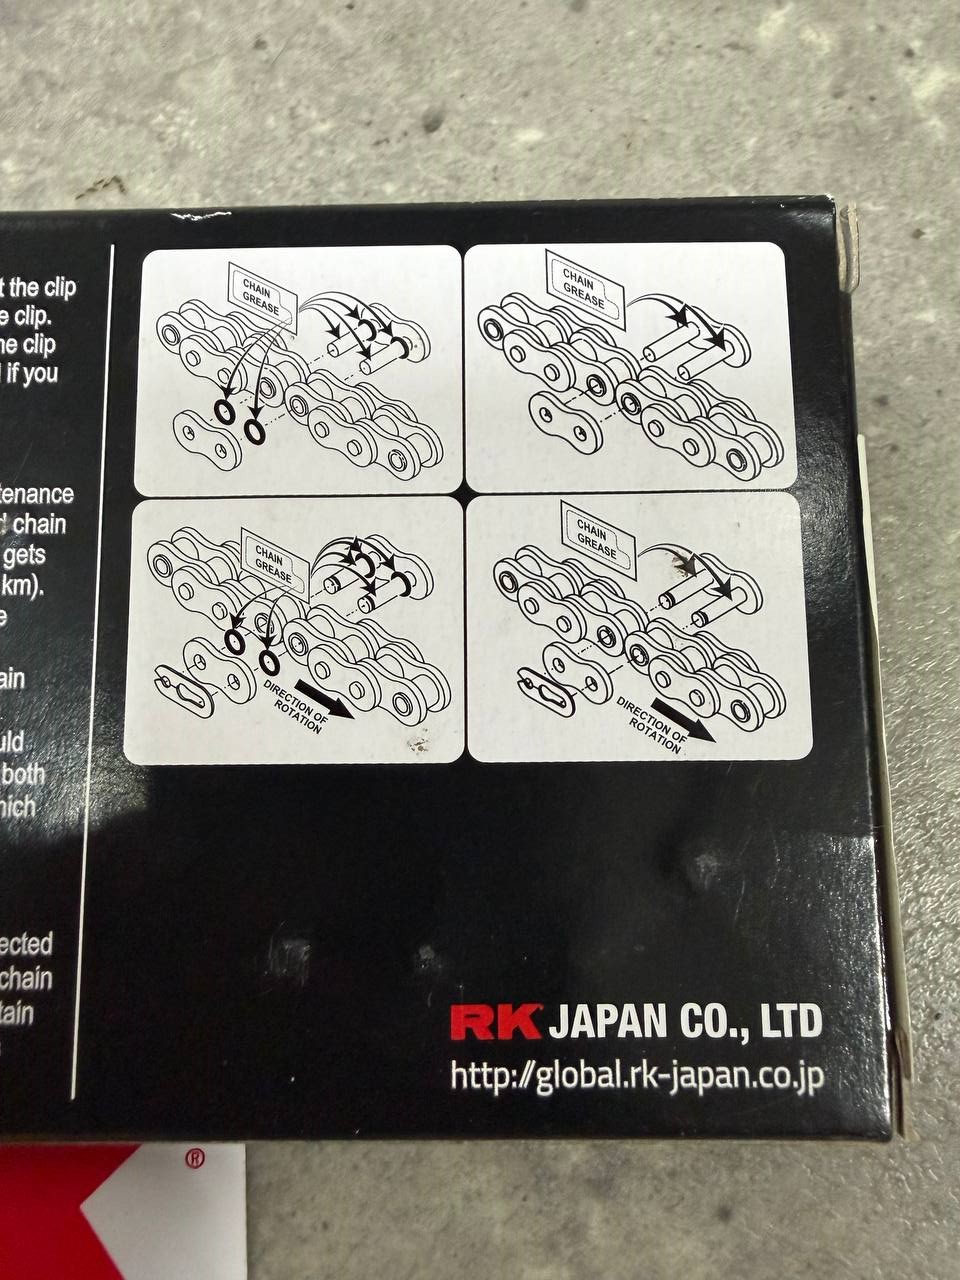 t the clip
e clip.
ne clip
if you
tenance
chain
gets
km).
e
ain
uld
both
hich
ected
chain
tain
CHAIN
GREASE
CHAIN
GREASE
CHAIN
GREASE
DIRECTION OF
ROTATION
CHAIN
GREASE
DIRECTION OF
ROTATION
RK JAPAN CO., LTD
http://global.rk-japan.co.jp
®